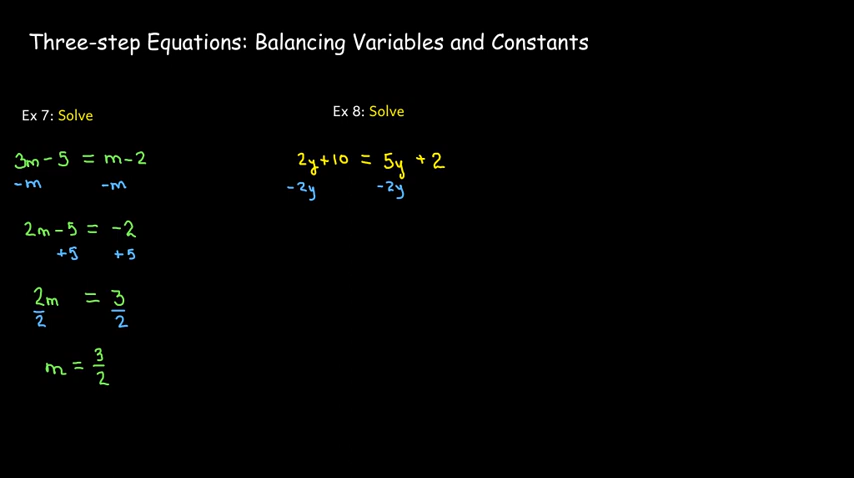 Three-step Equations: Balancing Variables and Constants
Ex 7: Solve
3m - 5 = m - 2
-m -m
2m - 5 = -2
+5 +5
2m = 3
2 2
m = 3/2
Ex 8: Solve
2y + 10 = 5y + 2
-2y -2y